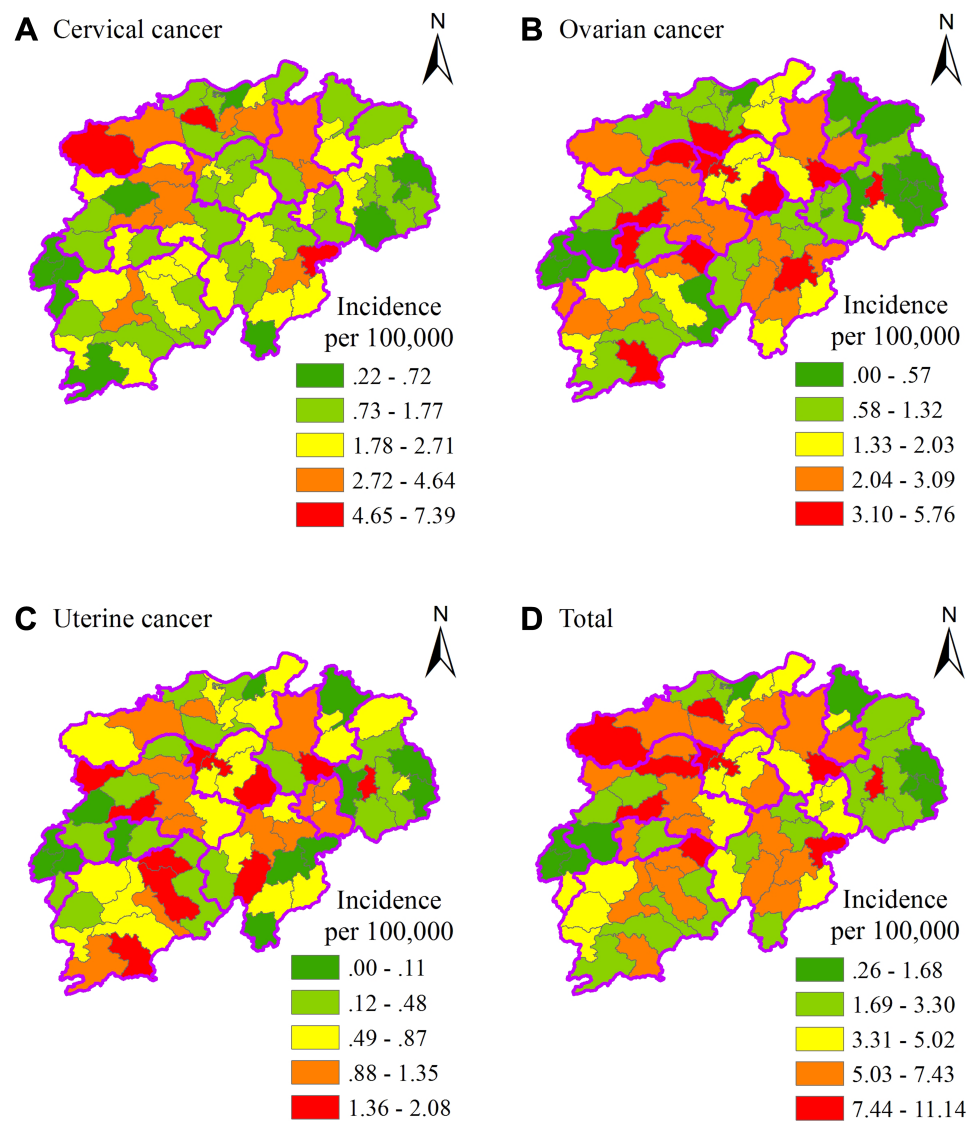 A Cervical cancer
N
Incidence
per 100,000
.22 - .72
.73 - 1.77
1.78 - 2.71
2.72 - 4.64
4.65 - 7.39
B Ovarian cancer
N
Incidence
per 100,000
.00 - .57
.58 - 1.32
1.33 - 2.03
2.04 - 3.09
3.10 - 5.76
C Uterine cancer
N
Incidence
per 100,000
.00 - .11
.12 - .48
.49 - .87
.88 - 1.35
1.36 - 2.08
D Total
N
Incidence
per 100,000
.26 - 1.68
1.69 - 3.30
3.31 - 5.02
5.03 - 7.43
7.44 - 11.14